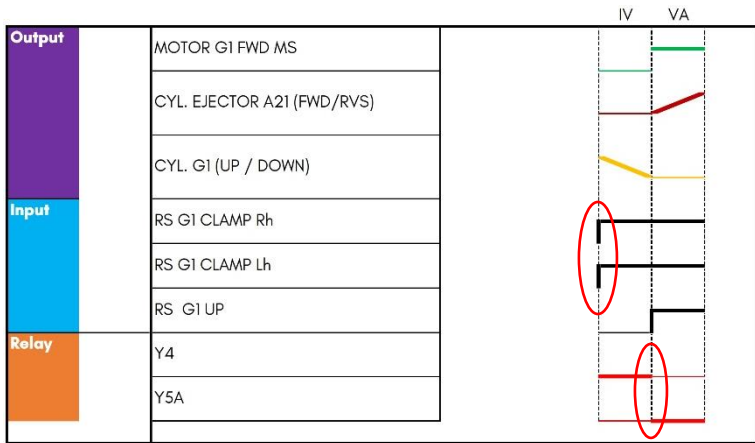 IV VA
Output
MOTOR G1 FWD MS
CYL. EJECTOR A21 (FWD/RVS)
CYL. G1 (UP / DOWN)
Input
RS G1 CLAMP Rh
RS G1 CLAMP Lh
RS G1 UP
Relay
Y4
Y5A